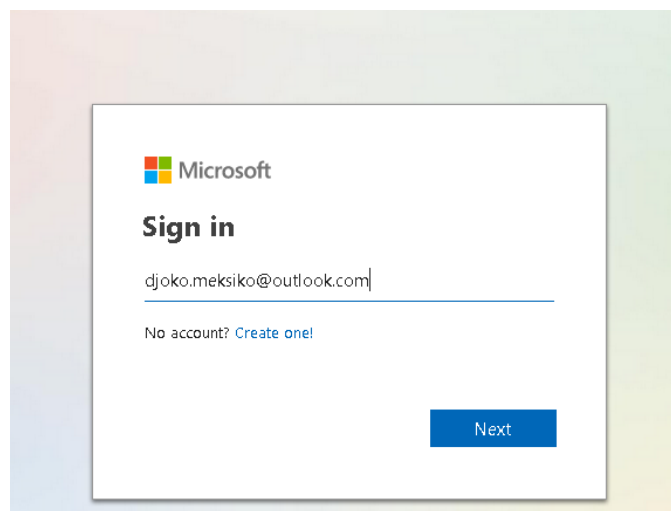 Microsoft
Sign in
djoko.meksiko@outlook.com
No account? Create one!
Next